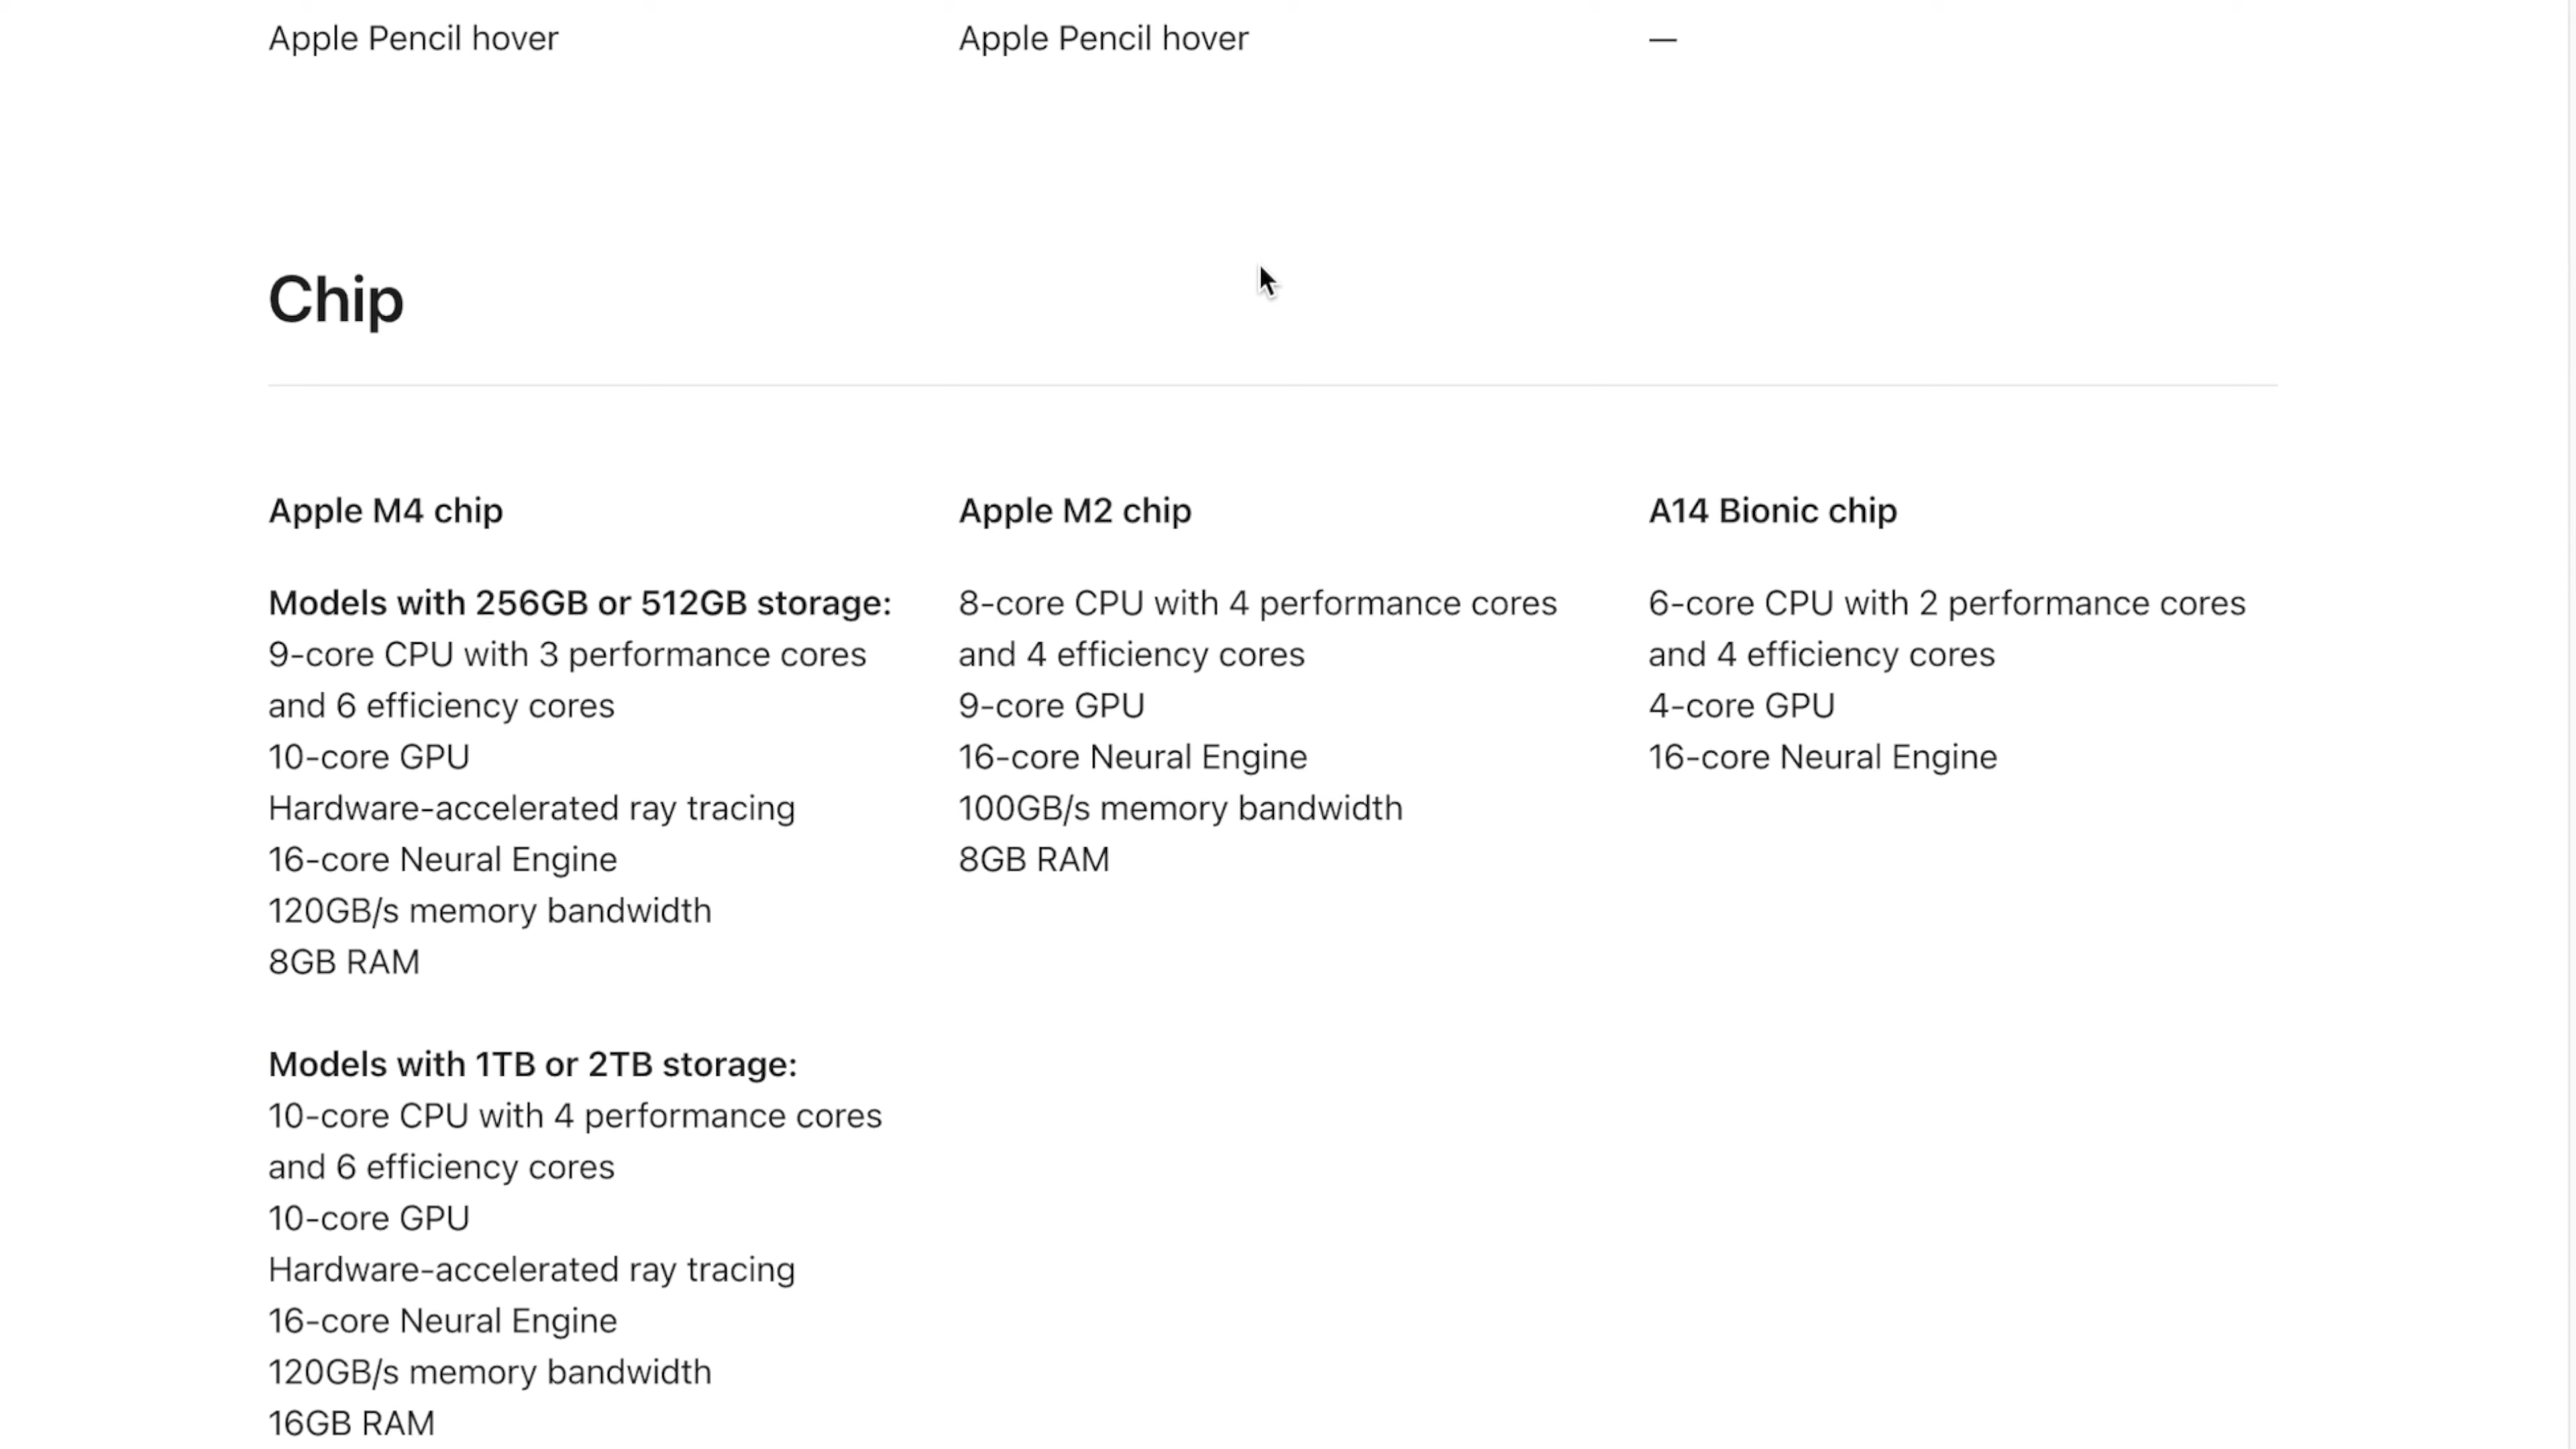 Apple Pencil hover
Apple Pencil hover
—
Chip
Apple M4 chip
Models with 256GB or 512GB storage:
9-core CPU with 3 performance cores
and 6 efficiency cores
10-core GPU
Hardware-accelerated ray tracing
16-core Neural Engine
120GB/s memory bandwidth
8GB RAM
Models with 1TB or 2TB storage:
10-core CPU with 4 performance cores
and 6 efficiency cores
10-core GPU
Hardware-accelerated ray tracing
16-core Neural Engine
120GB/s memory bandwidth
16GB RAM
Apple M2 chip
8-core CPU with 4 performance cores
and 4 efficiency cores
9-core GPU
16-core Neural Engine
100GB/s memory bandwidth
8GB RAM
A14 Bionic chip
6-core CPU with 2 performance cores
and 4 efficiency cores
4-core GPU
16-core Neural Engine